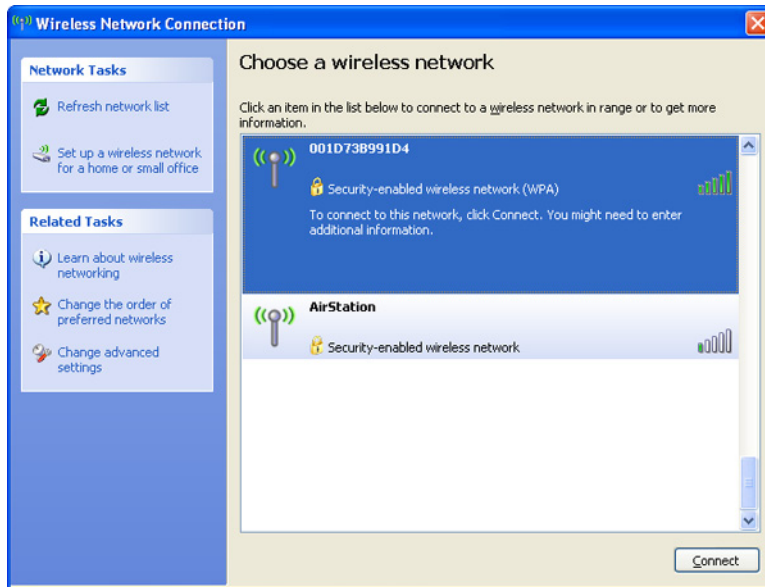 Wireless Network Connection
Network Tasks
Refresh network list
Set up a wireless network
for a home or small office
Related Tasks
Learn about wireless
networking
Change the order of
preferred networks
Change advanced
settings
Choose a wireless network
Click an item in the list below to connect to a wireless network in range or to get more
information.
001D73B991D4
Security-enabled wireless network (WPA)
To connect to this network, click Connect. You might need to enter
additional information.
AirStation
Security-enabled wireless network
Connect